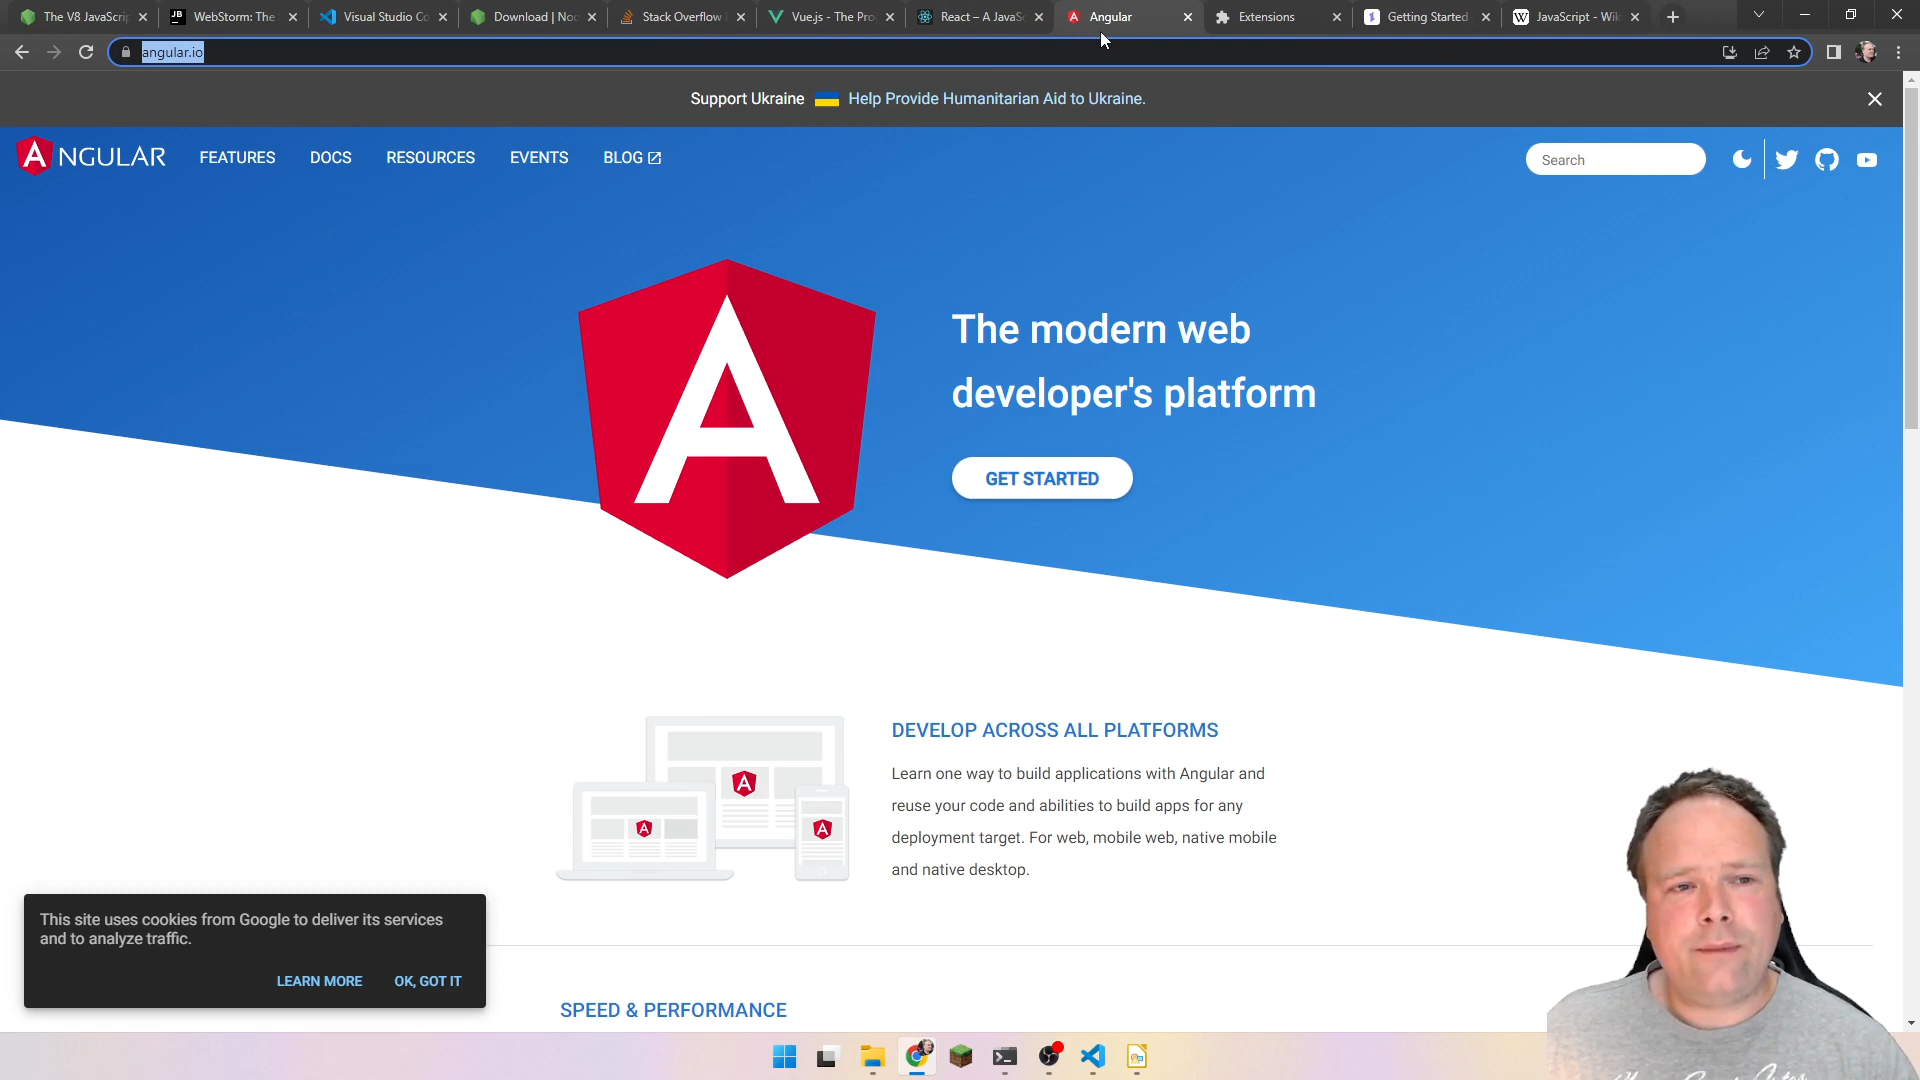 The V8 JavaScrip
WebStorm: The
Visual Studio Co
Download | No
Stack Overflow
Vue.js - The Pro
React – A JavaSc
Angular
Extensions
Getting Started
JavaScript - Wik
angular.io
Support Ukraine Help Provide Humanitarian Aid to Ukraine.
ANGULAR FEATURES DOCS RESOURCES EVENTS BLOG Search
The modern web
developer's platform
GET STARTED
DEVELOP ACROSS ALL PLATFORMS
Learn one way to build applications with Angular and
reuse your code and abilities to build apps for any
deployment target. For web, mobile web, native mobile
and native desktop.
This site uses cookies from Google to deliver its services
and to analyze traffic.
LEARN MORE OK, GOT IT
SPEED & PERFORMANCE